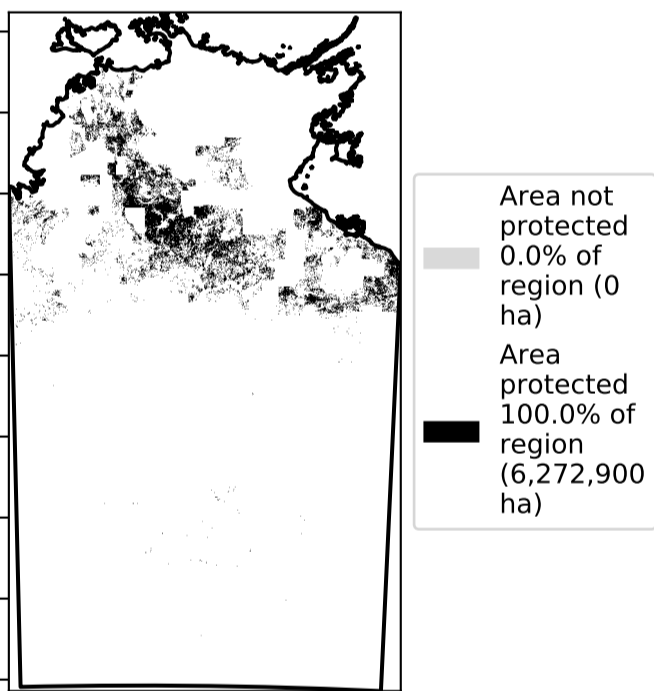 Area not
protected
0.0% of
region (0
ha)
Area
protected
100.0% of
region
(6,272,900
ha)